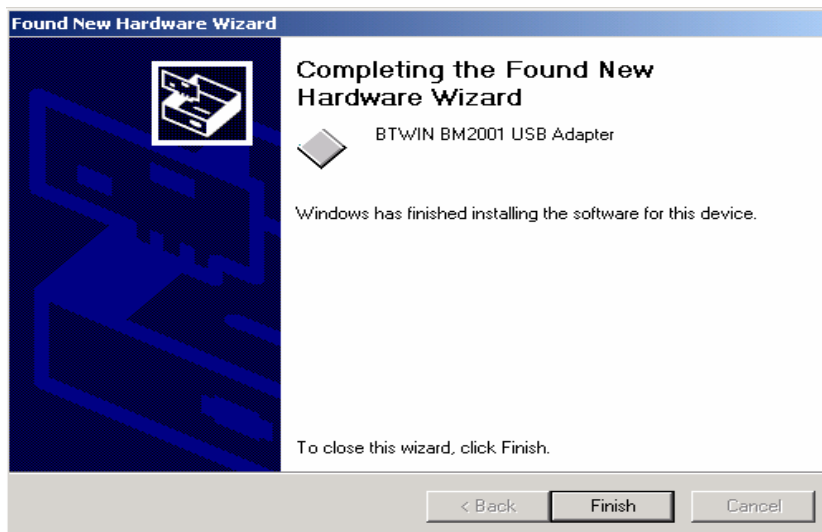 Found New Hardware Wizard
Completing the Found New
Hardware Wizard
BTWIN BM2001 USB Adapter
Windows has finished installing the software for this device.
To close this wizard, click Finish.
< Back
Finish
Cancel